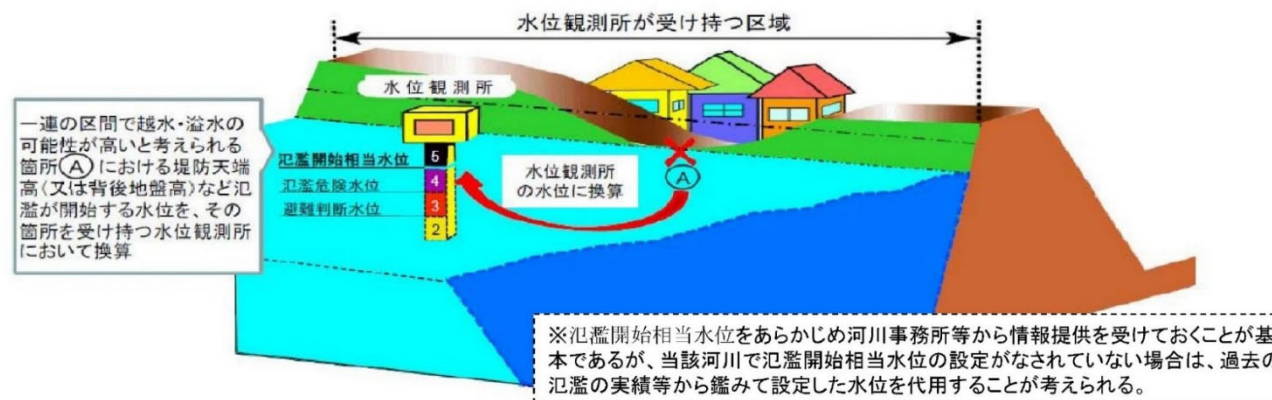 水位観測所が受け持つ区域
水位観測所
一連の区間で越水・溢水の
可能性が高いと考えられる
箇所Ⓐにおける堤防天端
高(又は背後地盤高)など氾
濫が開始する水位を、その
箇所を受け持つ水位観測所
において換算
氾濫開始相当水位
5
氾濫危険水位
4
避難判断水位
3
2
水位観測所
の水位に換算
A
※氾濫開始相当水位をあらかじめ河川事務所等から情報提供を受けておくことが基
本であるが、当該河川で氾濫開始相当水位の設定がなされていない場合は、過去の
氾濫の実績等から鑑みて設定した水位を代用することが考えられる。